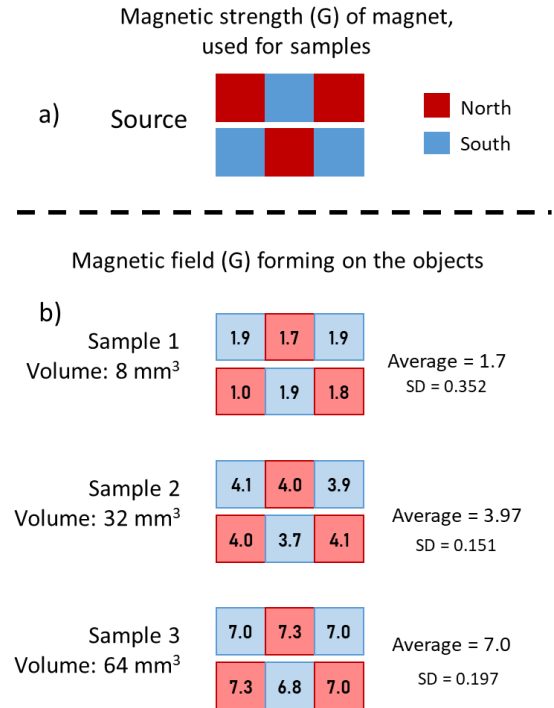 Magnetic strength (G) of magnet,
used for samples
a)
Source
North
South
Magnetic field (G) forming on the objects
b)
Sample 1
Volume: 8 mm³
1.9 1.7 1.9
1.0 1.9 1.8
Average = 1.7
SD = 0.352
Sample 2
Volume: 32 mm³
4.1 4.0 3.9
4.0 3.7 4.1
Average = 3.97
SD = 0.151
Sample 3
Volume: 64 mm³
7.0 7.3 7.0
7.3 6.8 7.0
Average = 7.0
SD = 0.197